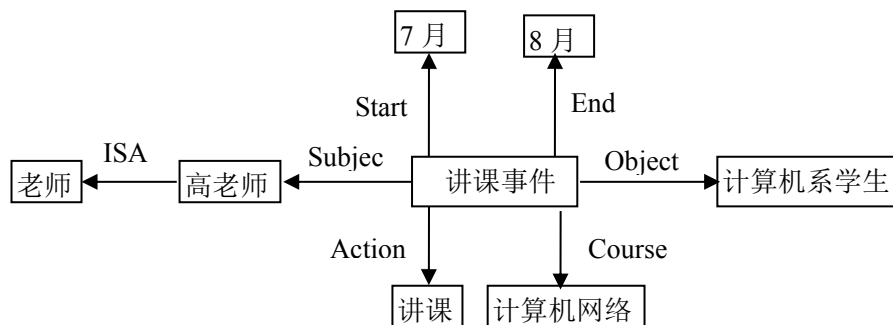 7 月
8 月
Start
End
ISA
Subjec
Object
老师
高老师
讲课事件
计算机系学生
Action
Course
讲课
计算机网络